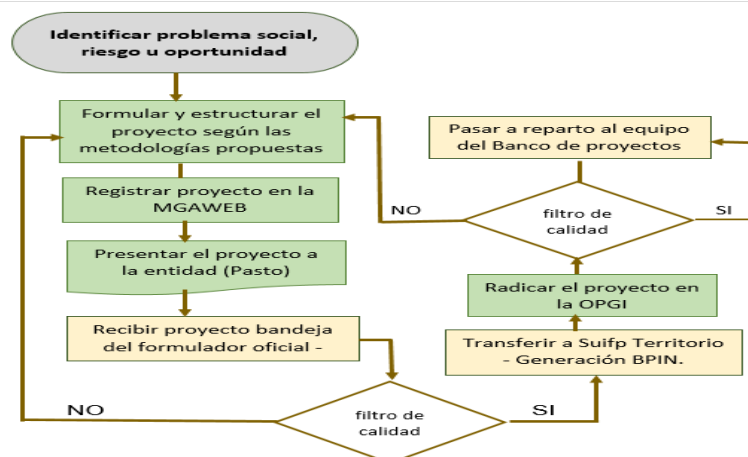 Identificar problema social,
riesgo u oportunidad
Formular y estructurar el
proyecto según las
metodologías propuestas
Registrar proyecto en la
MGAWEB
Presentar el proyecto a
la entidad (Pasto)
Recibir proyecto bandeja
del formulador oficial -
filtro de
calidad
NO
SI
Transferir a Suifp Territorio
- Generación BPIN.
Radicar el proyecto en
la OPGI
filtro de
calidad
NO
SI
Pasar a reparto al equipo
del Banco de proyectos